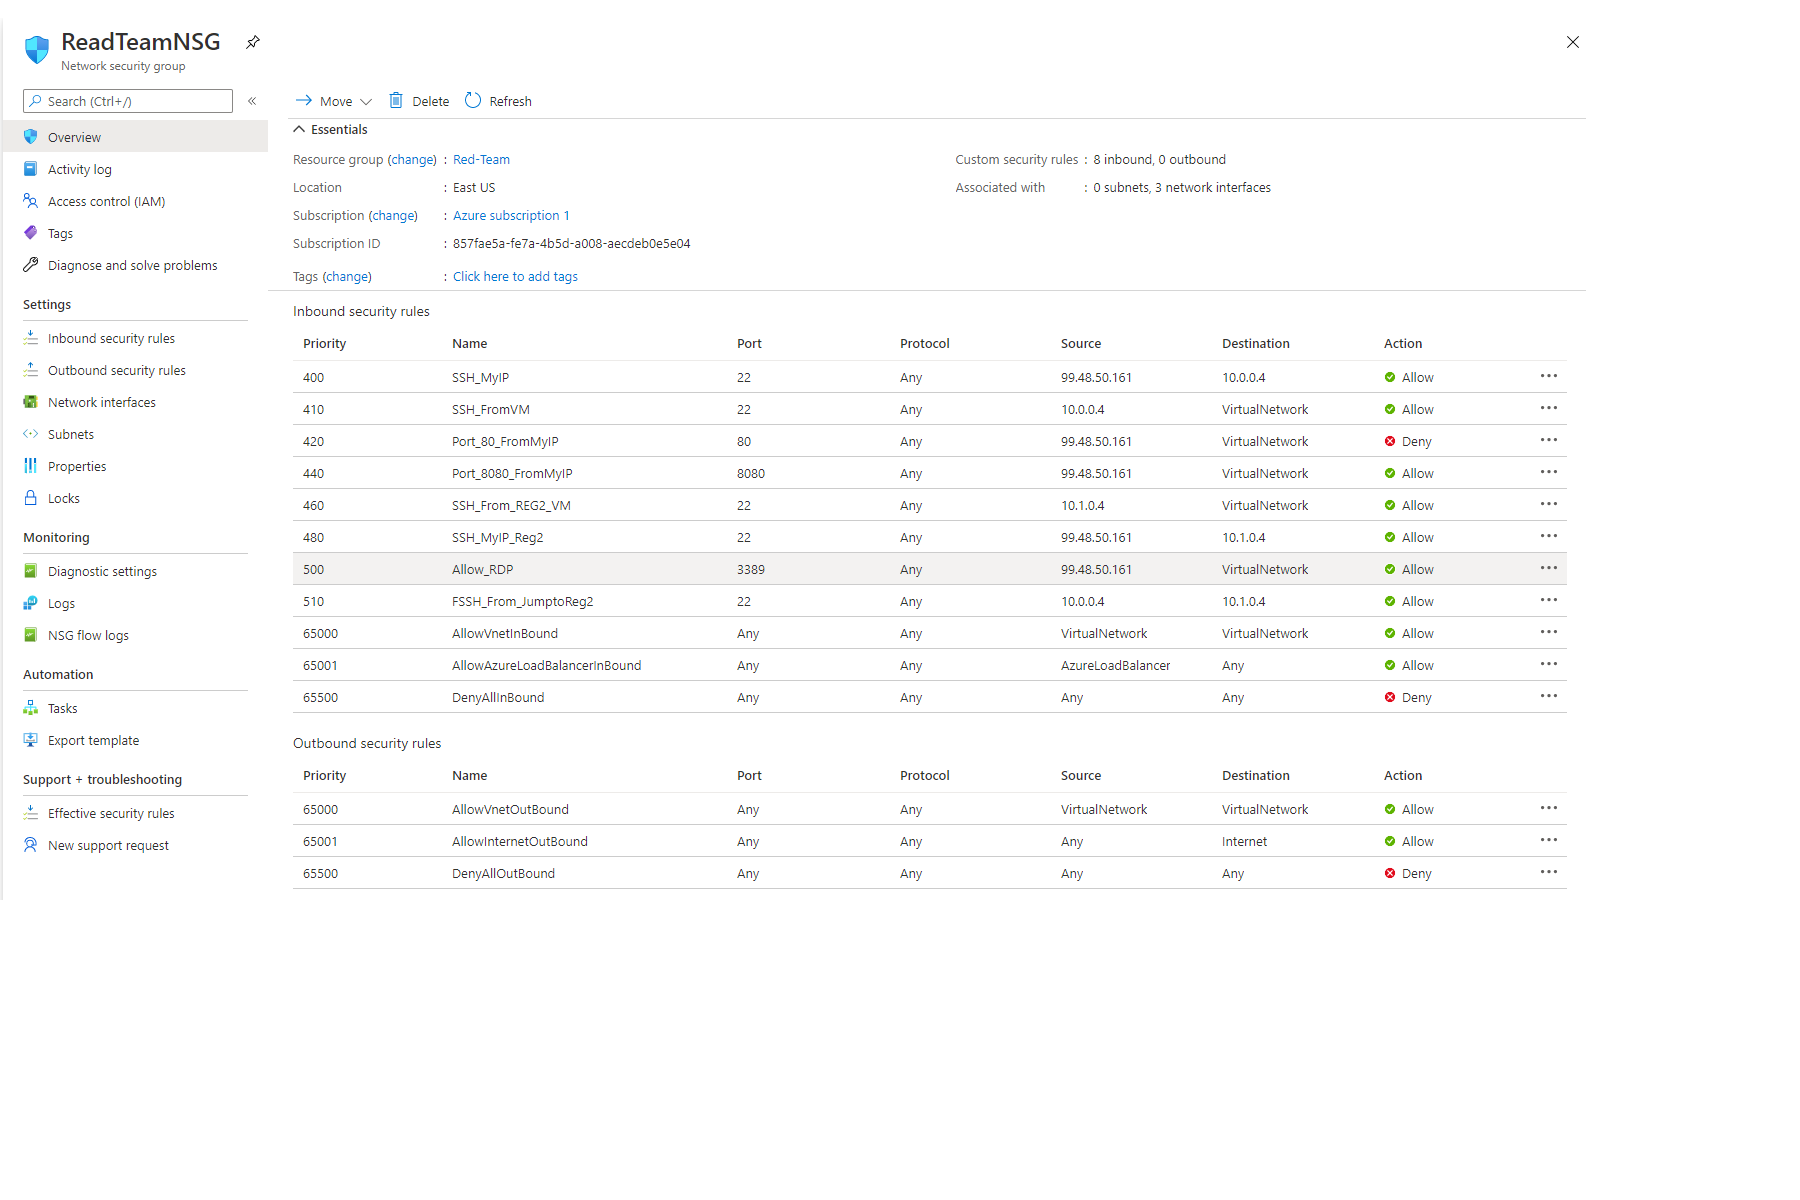 ReadTeamNSG
Network security group
Search (Ctrl+/)
«
Overview
Activity log
Access control (IAM)
Tags
Diagnose and solve problems
Settings
Inbound security rules
Outbound security rules
Network interfaces
Subnets
Properties
Locks
Monitoring
Diagnostic settings
Logs
NSG flow logs
Automation
Tasks
Export template
Support + troubleshooting
Effective security rules
New support request
Move Delete Refresh
Essentials
Resource group (change) : Red-Team
Location : East US
Subscription (change) : Azure subscription 1
Subscription ID : 857fae5a-fe7a-4b5d-a008-aecdeb0e5e04
Tags (change) : Click here to add tags
Custom security rules : 8 inbound, 0 outbound
Associated with : 0 subnets, 3 network interfaces
Inbound security rules
Priority Name Port Protocol Source Destination Action
400 SSH_MyIP 22 Any 99.48.50.161 10.0.0.4 Allow ...
410 SSH_FromVM 22 Any 10.0.0.4 VirtualNetwork Allow ...
420 Port_80_FromMyIP 80 Any 99.48.50.161 VirtualNetwork Deny ...
440 Port_8080_FromMyIP 8080 Any 99.48.50.161 VirtualNetwork Allow ...
460 SSH_From_REG2_VM 22 Any 10.1.0.4 VirtualNetwork Allow ...
480 SSH_MyIP_Reg2 22 Any 99.48.50.161 10.1.0.4 Allow ...
500 Allow_RDP 3389 Any 99.48.50.161 VirtualNetwork Allow ...
510 FSSH_From_JumptoReg2 22 Any 10.0.0.4 10.1.0.4 Allow ...
65000 AllowVnetInBound Any Any VirtualNetwork VirtualNetwork Allow ...
65001 AllowAzureLoadBalancerInBound Any Any AzureLoadBalancer Any Allow ...
65500 DenyAllInBound Any Any Any Any Deny ...
Outbound security rules
Priority Name Port Protocol Source Destination Action
65000 AllowVnetOutBound Any Any VirtualNetwork VirtualNetwork Allow ...
65001 AllowInternetOutBound Any Any Any Internet Allow ...
65500 DenyAllOutBound Any Any Any Any Deny ...